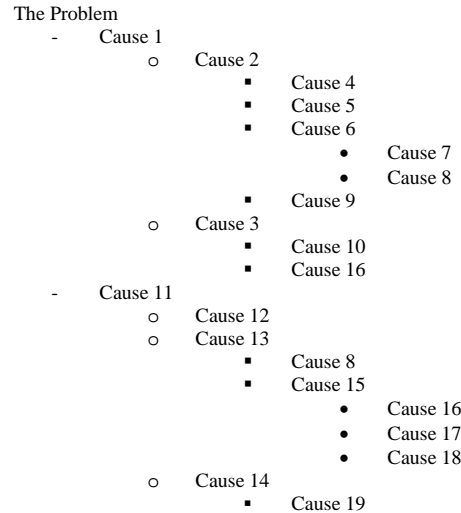 The Problem
- Cause 1
o Cause 2
▪ Cause 4
▪ Cause 5
▪ Cause 6
• Cause 7
• Cause 8
▪ Cause 9
o Cause 3
▪ Cause 10
▪ Cause 16
- Cause 11
o Cause 12
o Cause 13
▪ Cause 8
▪ Cause 15
• Cause 16
• Cause 17
• Cause 18
o Cause 14
▪ Cause 19